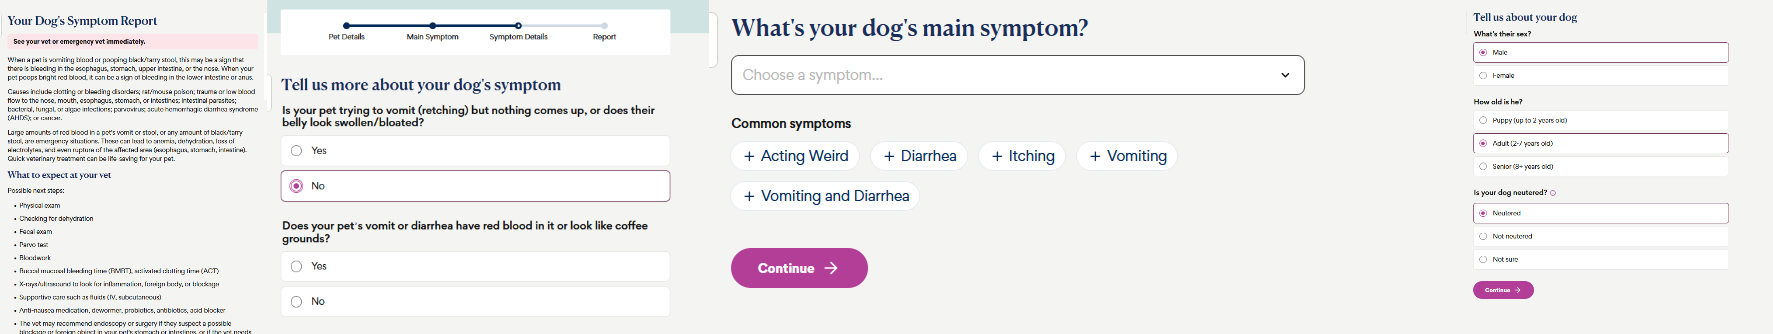 Your Dog's Symptom Report
See your vet or emergency vet immediately.
When a pet is vomiting blood or pooping black/tarry stool, this may be a sign that
there is bleeding in the esophagus, stomach, upper intestine, or the nose. When your
pet poops bright red blood, it can be a sign of bleeding in the lower intestine or anus.
Causes include clotting or bleeding disorders; rat/mouse poison; trauma or low blood
flow to the nose, mouth, esophagus, stomach, or intestines; intestinal parasites;
bacterial, fungal, or algae infections; parvovirus; acute hemorrhagic diarrhea syndrome
(AHDS); or cancer.
Large amounts of red blood in a pet's vomit or stool, or any amount of black/tarry
stool, are emergency situations. These can lead to anemia, dehydration, loss of
electrolytes, and even rupture of the affected area (esophagus, stomach, intestine).
Quick veterinary treatment can be life-saving for your pet.
What to expect at your vet
Possible next steps:
• Physical exam
• Checking for dehydration
• Fecal exam
• Parvo test
• Bloodwork
• Buccal mucosal bleeding time (BMBT), activated clotting time (ACT)
• X-rays/ultrasound to look for inflammation, foreign body, or blockage
• Supportive care such as fluids (IV, subcutaneous)
• Anti-nausea medication, dewormer, probiotics, antibiotics, acid blocker
• The vet may recommend endoscopy or surgery if they suspect a possible
blockage or foreign object in your pet's stomach or intestines, or if the vet needs
Pet Details
Main Symptom
Symptom Details
Report
Tell us more about your dog's symptom
Is your pet trying to vomit (retching) but nothing comes up, or does their
belly look swollen/bloated?
Yes
No
Does your pet's vomit or diarrhea have red blood in it or look like coffee
grounds?
Yes
No
What's your dog's main symptom?
Choose a symptom...
Common symptoms
+ Acting Weird
+ Diarrhea
+ Itching
+ Vomiting
+ Vomiting and Diarrhea
Continue →
Tell us about your dog
What's their sex?
Male
Female
How old is he?
Puppy (up to 2 years old)
Adult (2-7 years old)
Senior (8+ years old)
Is your dog neutered?
Neutered
Not neutered
Not sure
Continue →